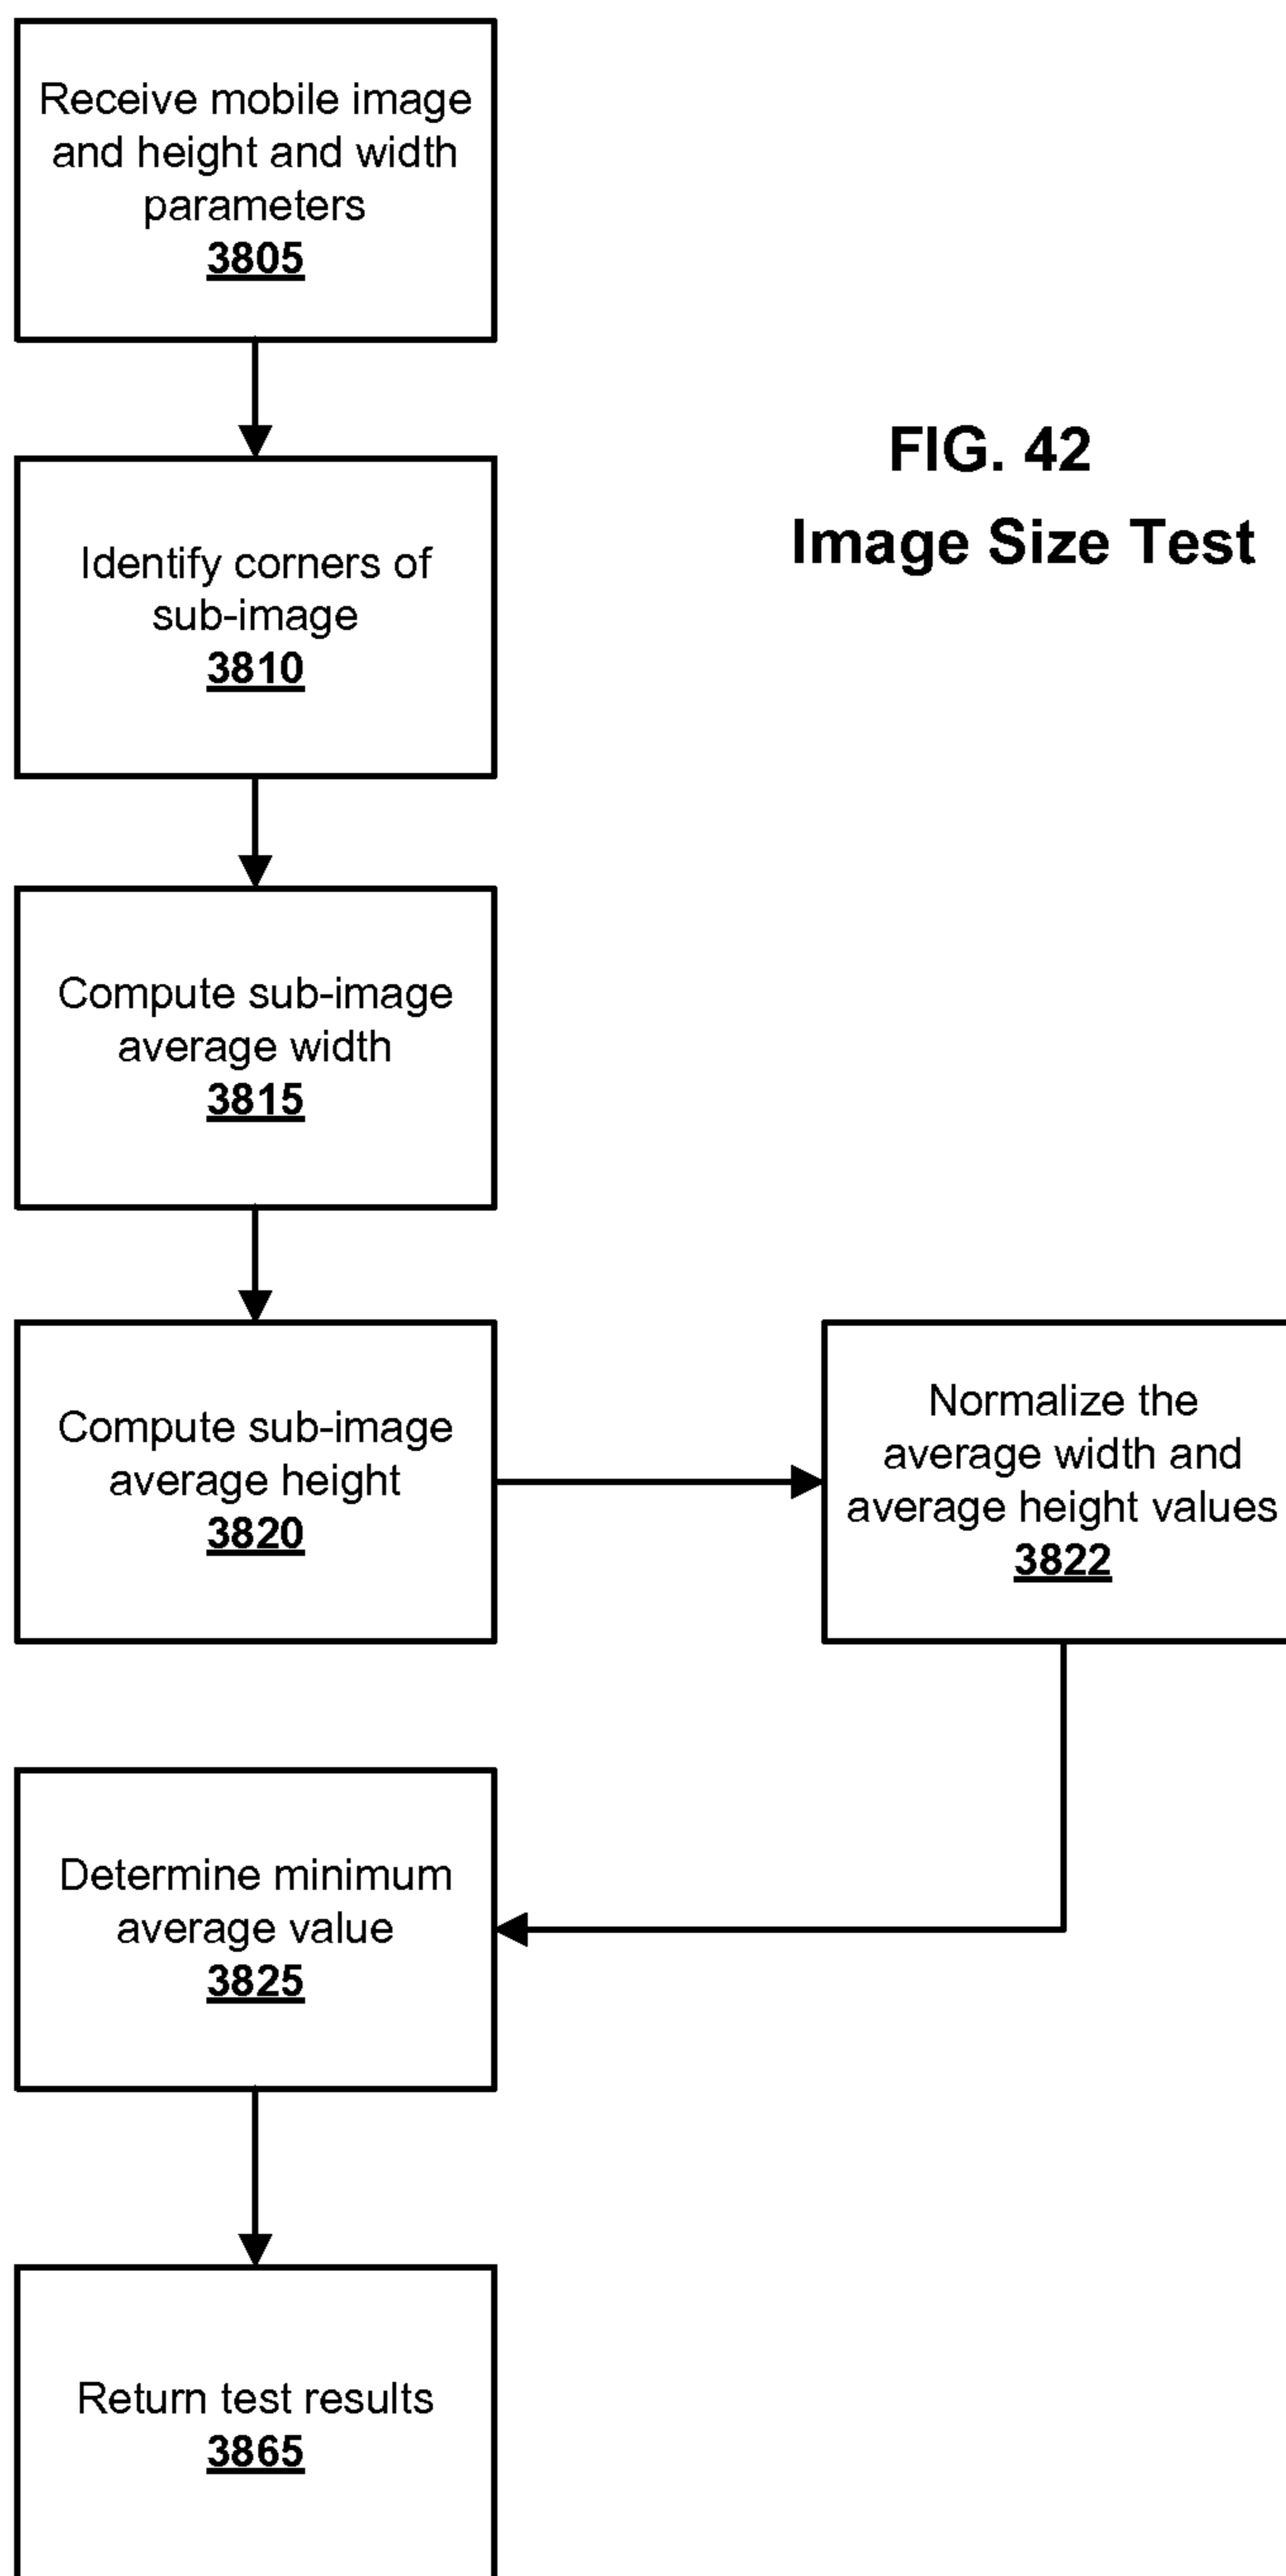 Receive mobile image
and height and width
parameters
3805
FIG. 42
Image Size Test
Identify corners of
sub-image
3810
Compute sub-image
average width
3815
Compute sub-image
average height
3820
Normalize the
average width and
average height values
3822
Determine minimum
average value
3825
Return test results
3865